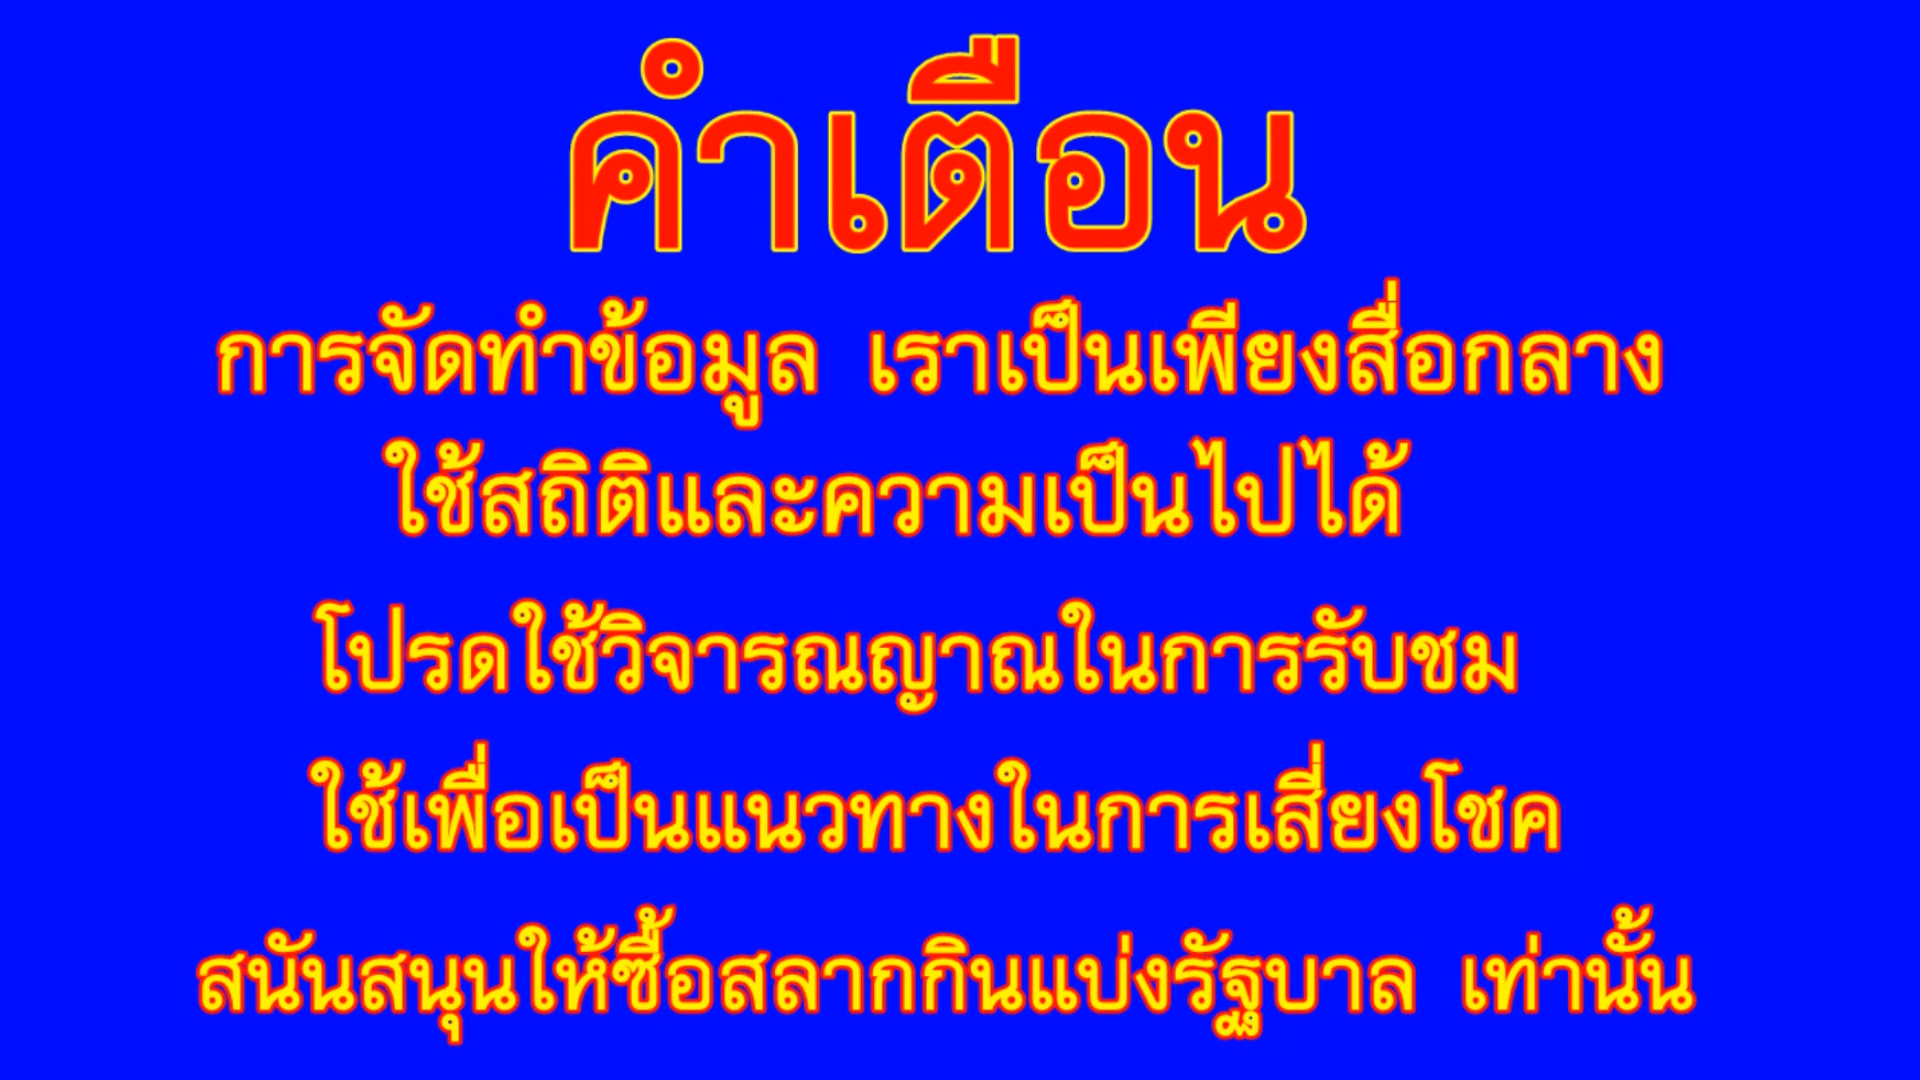 คำเตือน
การจัดทำข้อมูล เราเป็นเพียงสื่อกลาง
ใช้สถิติและความเป็นไปได้
โปรดใช้วิจารณญาณในการรับชม
ใช้เพื่อเป็นแนวทางในการเสี่ยงโชค
สนันสนุนให้ซื้อสลากกินแบ่งรัฐบาล เท่านั้น